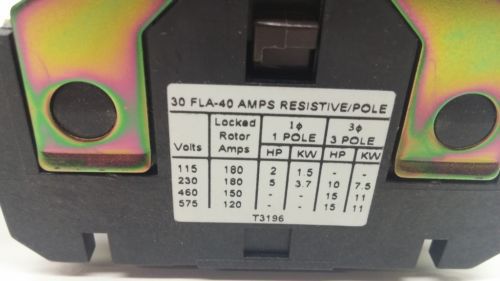 30 FLA-40 AMPS RESISTIVE/POLE
Volts Locked Rotor Amps 1ϕ 1 POLE 3ϕ 3 POLE
HP KW HP KW
115 180 2 1.5 - -
230 180 5 3.7 10 7.5
460 150 - - 15 11
575 120 - - 15 11
T3196